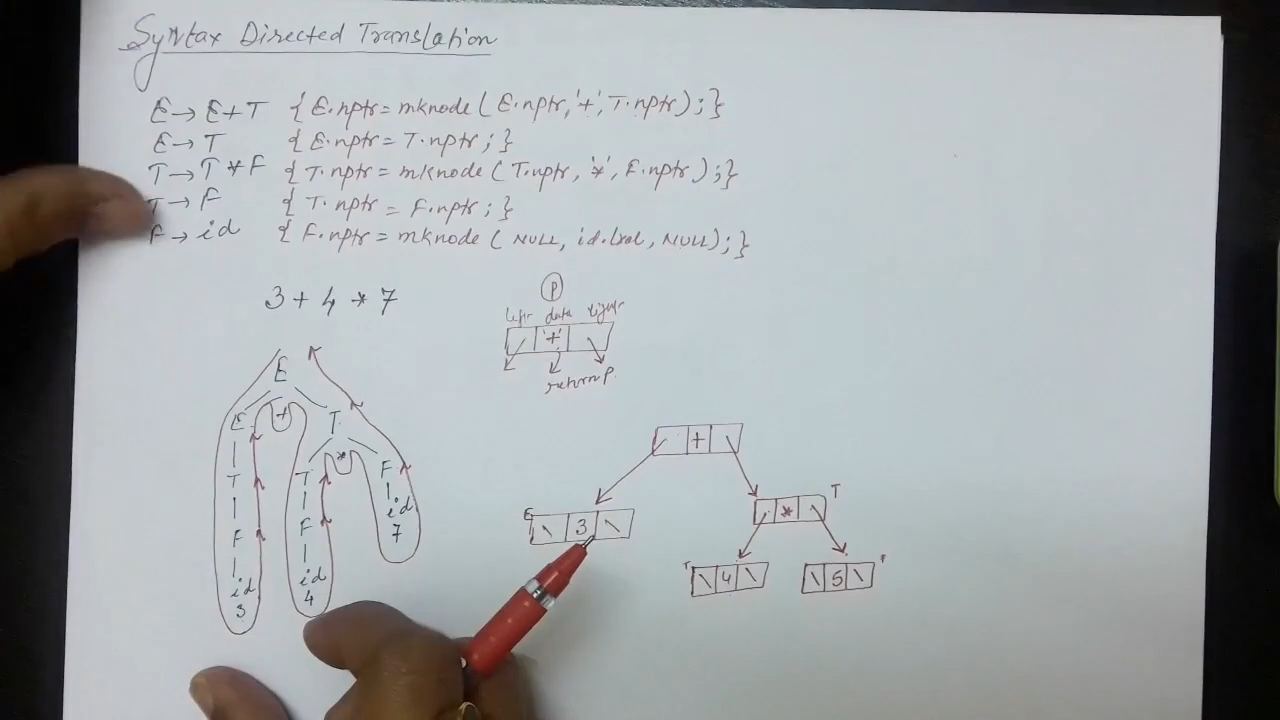 Syntax Directed Translation
E → E + T { E.nptr = mknode ( E.nptr, '+', T.nptr ) ; }
E → T { E.nptr = T.nptr ; }
T → T * F { T.nptr = mknode ( T.nptr, '*', F.nptr ) ; }
T → F { T.nptr = F.nptr ; }
F → id { F.nptr = mknode ( NULL, id.lval, NULL ) ; }
3 + 4 * 7
P
left data right
'+'
return P.
E
E + T
T T * F
F F id
id id 7
3 4
+
E 3
* T
4
5